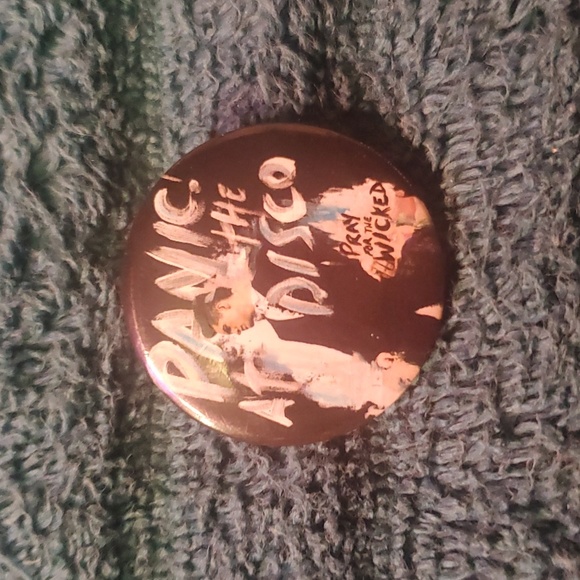 PANIC!
AT THE
DISCO
PRAY
FOR THE
WICKED